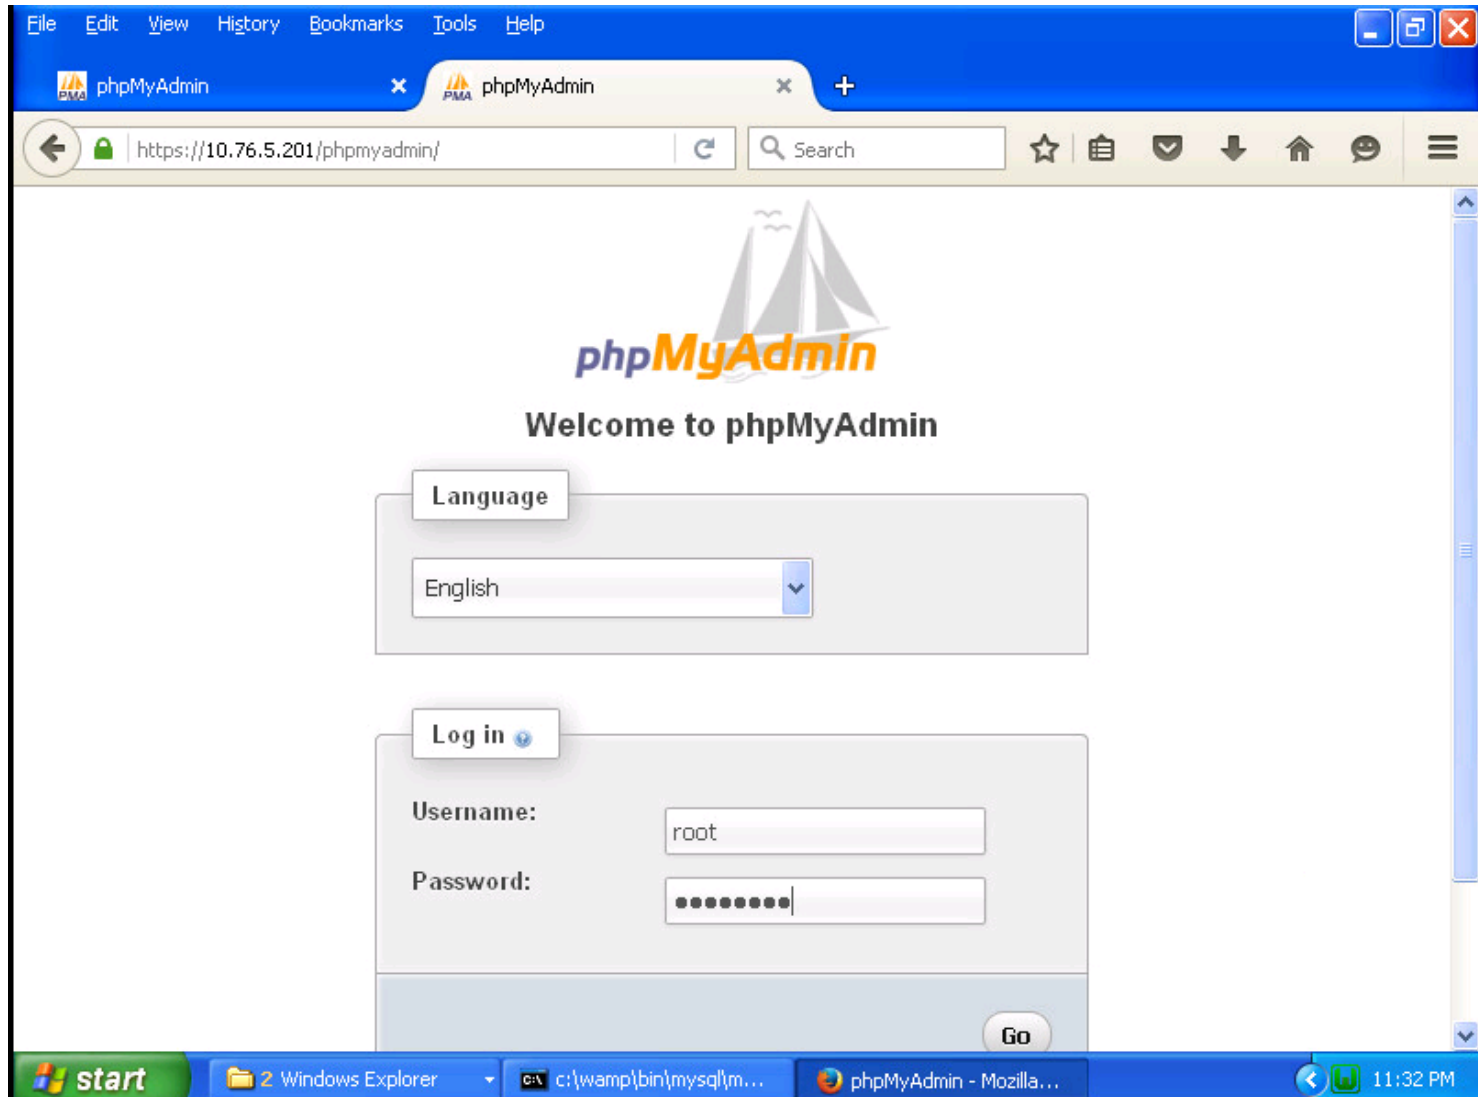 File Edit View History Bookmarks Tools Help
phpMyAdmin phpMyAdmin
https://10.76.5.201/phpmyadmin/ Search
phpMyAdmin
Welcome to phpMyAdmin
Language
English
Log in
Username:
root
Password:
•••••••••
Go
start 2 Windows Explorer c:\wamp\bin\mysql\m... phpMyAdmin - Mozilla... 11:32 PM